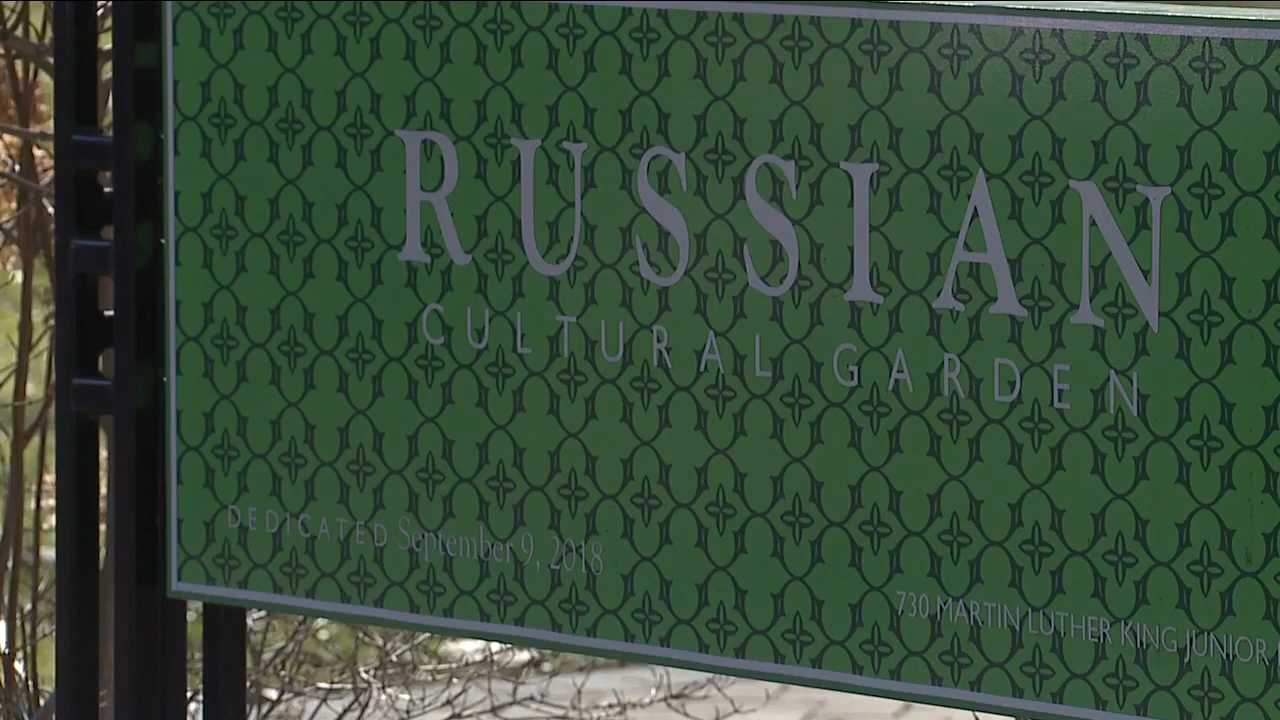 RUSSIAN
CULTURAL GARDEN
DEDICATED September 9, 2018
730 MARTIN LUTHER KING JUNIOR